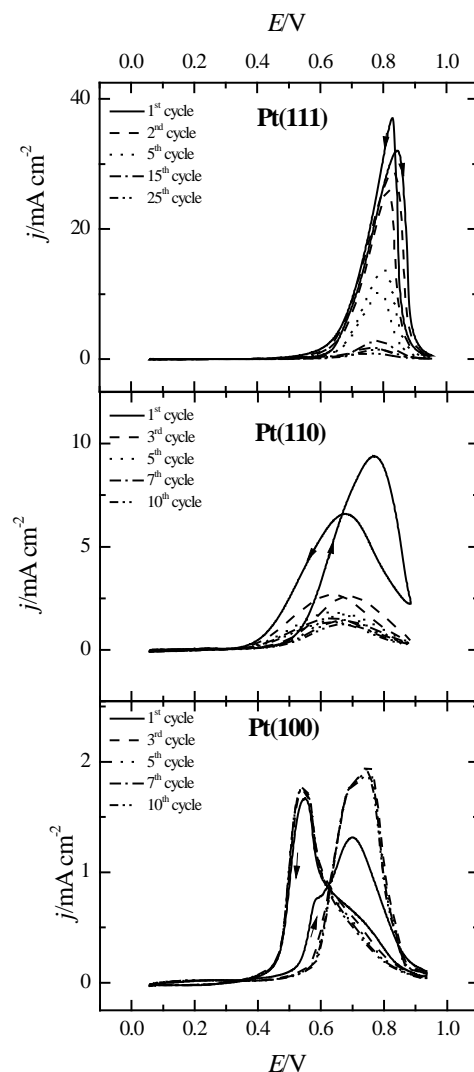 E/V
0.0 0.2 0.4 0.6 0.8 1.0
40
20
0
j/mA cm-2
1st cycle
2nd cycle
5th cycle
15th cycle
25th cycle
Pt(111)
10
5
0
j/mA cm-2
1st cycle
3rd cycle
5th cycle
7th cycle
10th cycle
Pt(110)
2
1
0
j/mA cm-2
1st cycle
3rd cycle
5th cycle
7th cycle
10th cycle
Pt(100)
0.0 0.2 0.4 0.6 0.8 1.0
E/V